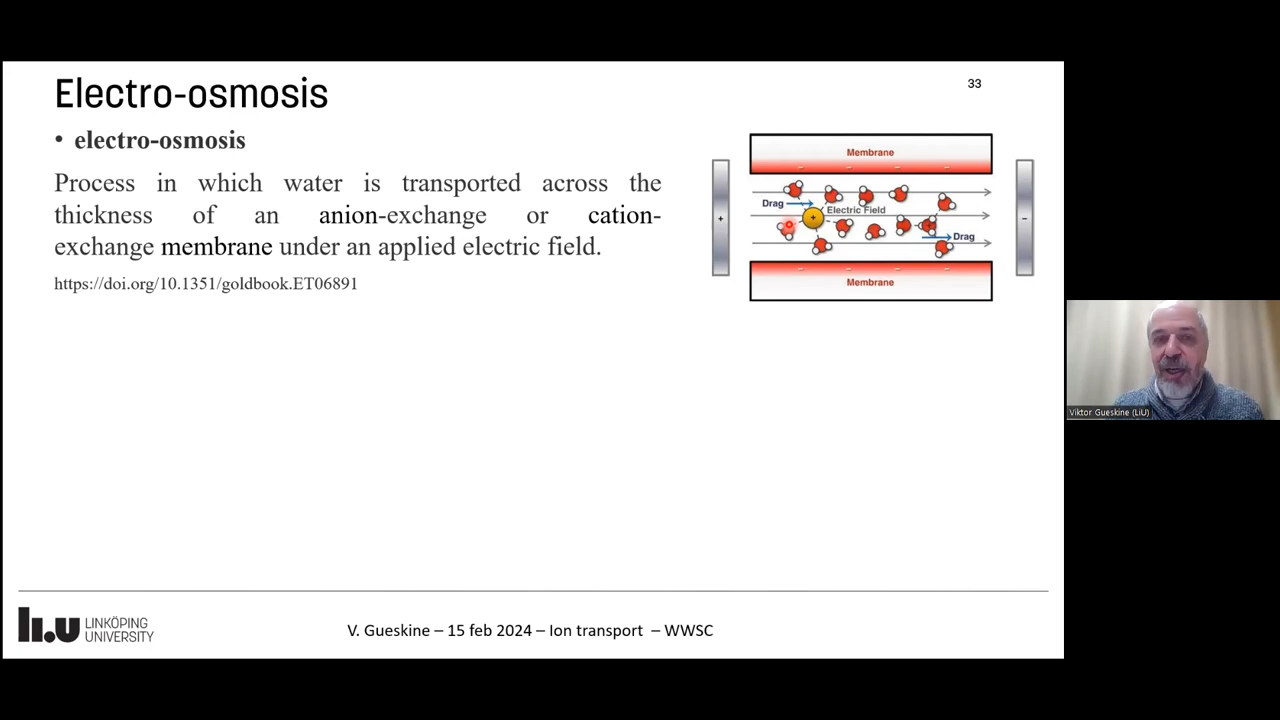 Electro-osmosis
33
• electro-osmosis
Process in which water is transported across the
thickness of an anion-exchange or cation-
exchange membrane under an applied electric field.
https://doi.org/10.1351/goldbook.ET06891
Membrane
Drag
Electric Field
+
+
−
Drag
Membrane
Viktor Gueskine (LiU)
li.u LINKÖPING
UNIVERSITY
V. Gueskine – 15 feb 2024 – Ion transport – WWSC